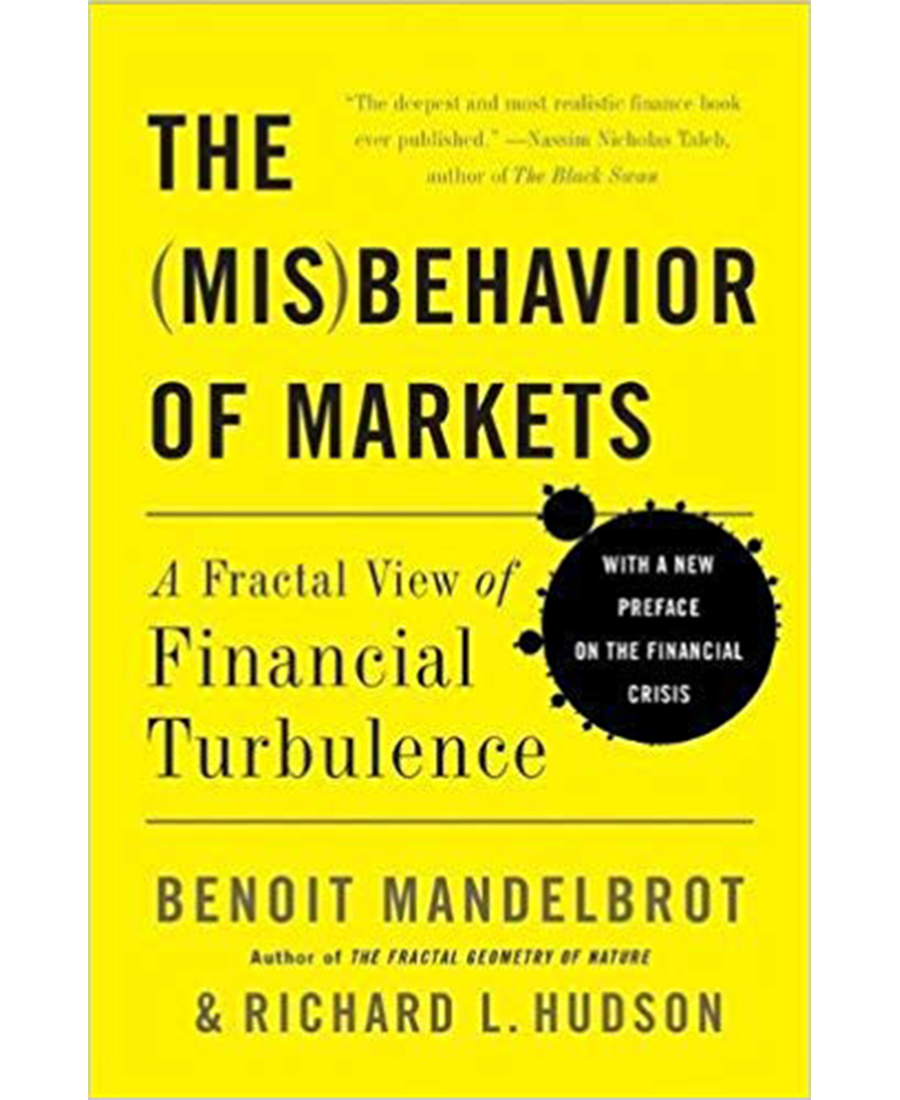 THE
“The deepest and most realistic finance book
ever published.” —Nassim Nicholas Taleb,
author of The Black Swan
(MIS)BEHAVIOR
OF MARKETS
A Fractal View of
Financial
Turbulence
WITH A NEW
PREFACE
ON THE FINANCIAL
CRISIS
BENOIT MANDELBROT
Author of THE FRACTAL GEOMETRY OF NATURE
& RICHARD L. HUDSON